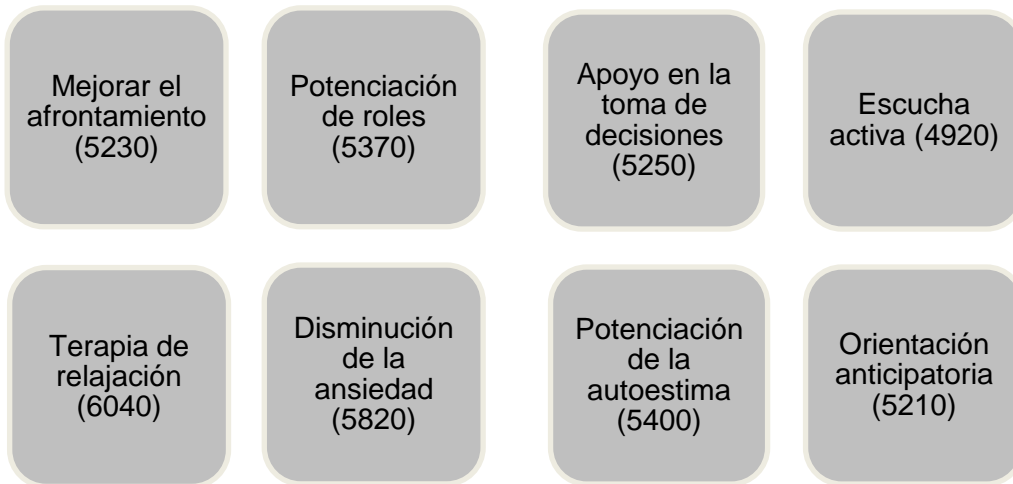 Mejorar el
afrontamiento
(5230)
Potenciación
de roles
(5370)
Apoyo en la
toma de
decisiones
(5250)
Escucha
activa (4920)
Terapia de
relajación
(6040)
Disminución
de la
ansiedad
(5820)
Potenciación
de la
autoestima
(5400)
Orientación
anticipatoria
(5210)